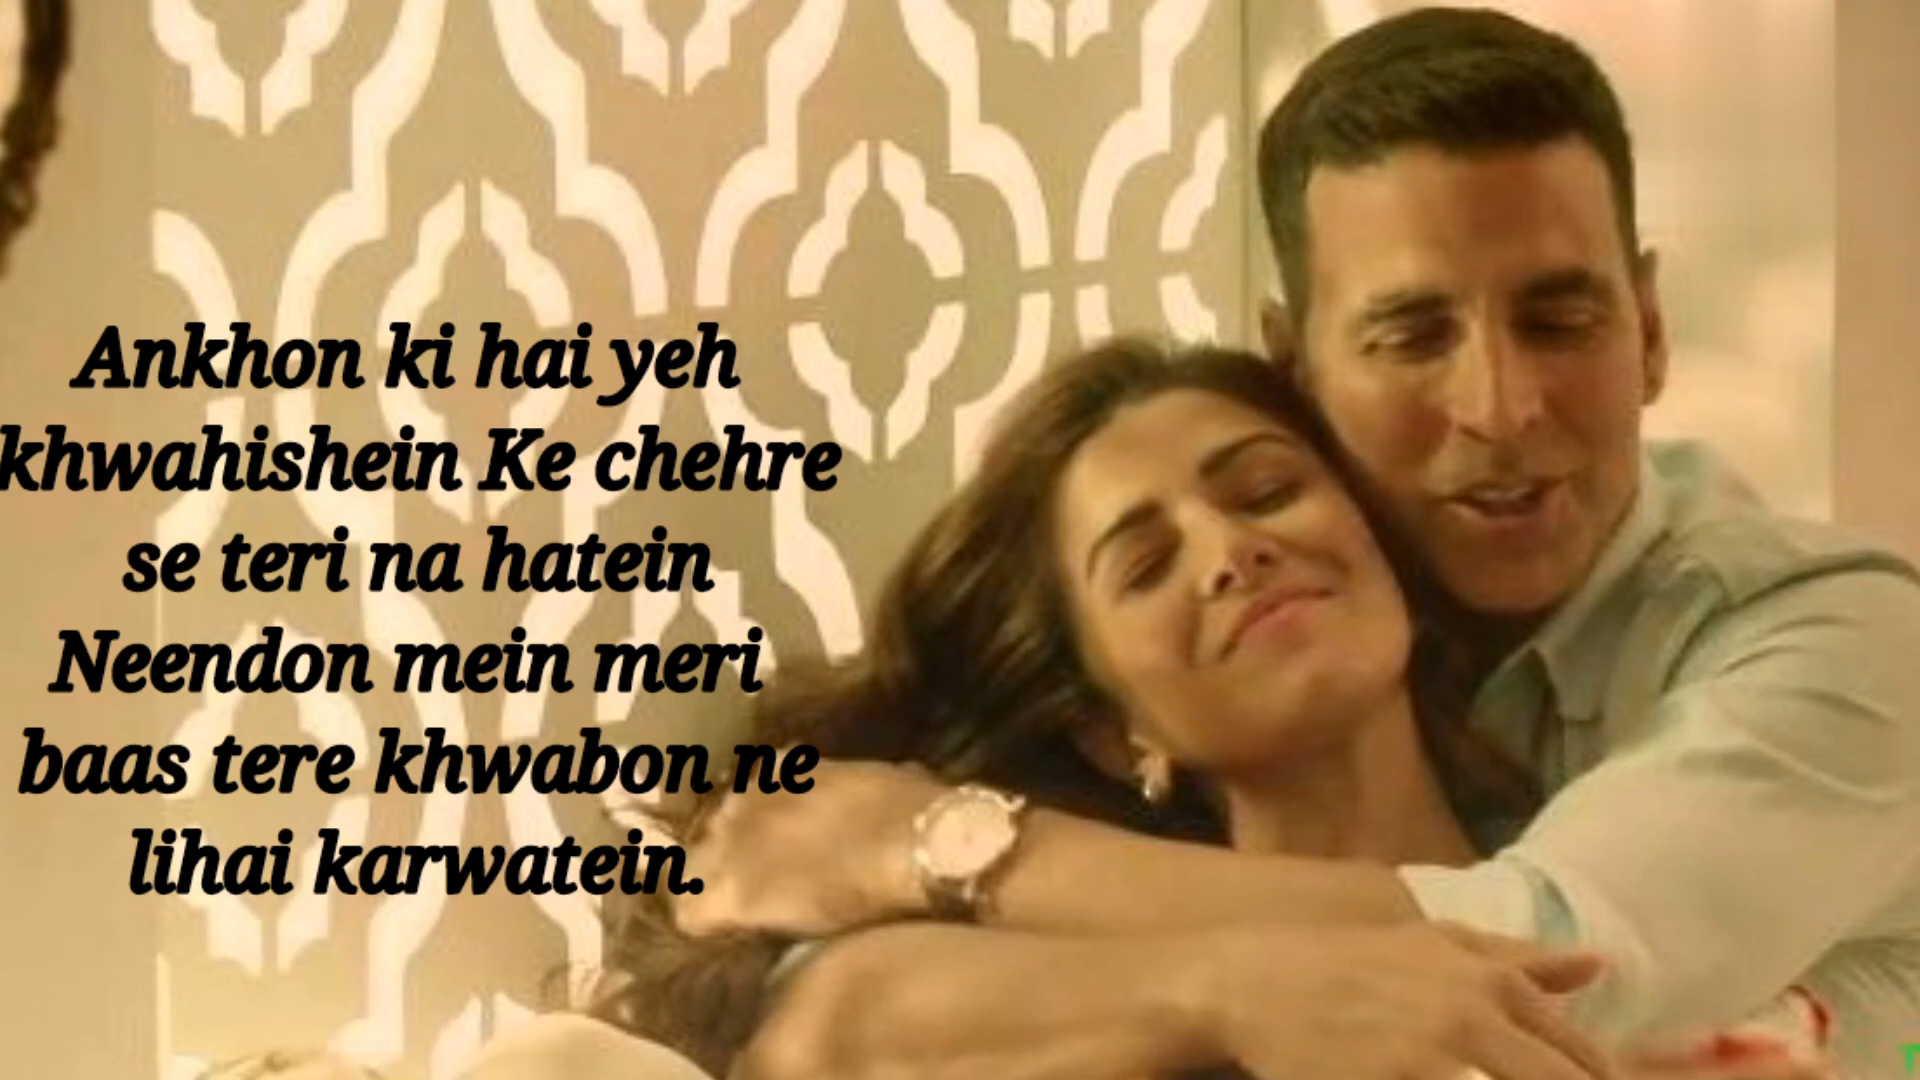 Ankhon ki hai yeh
khwahishein Ke chehre
se teri na hatein
Neendon mein meri
baas tere khwabon ne
lihai karwatein.